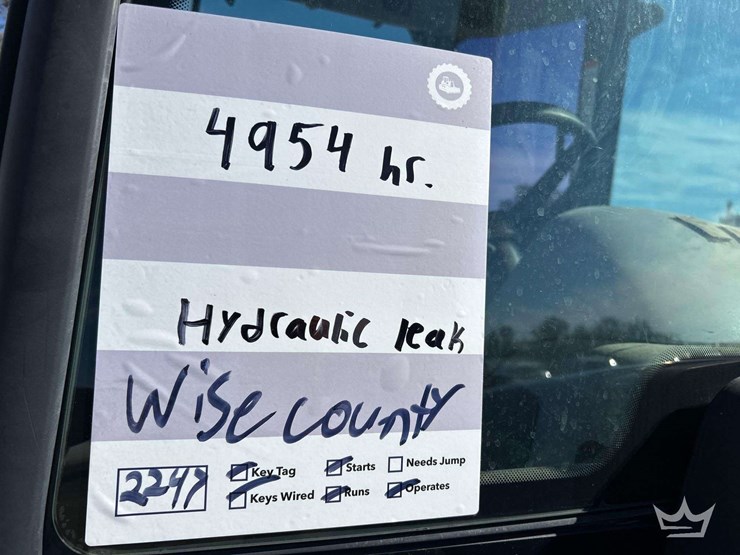 4954 hr.
Hydraulic leak
Wise county
2247 Key Tag Starts Needs Jump
Keys Wired Runs Operates